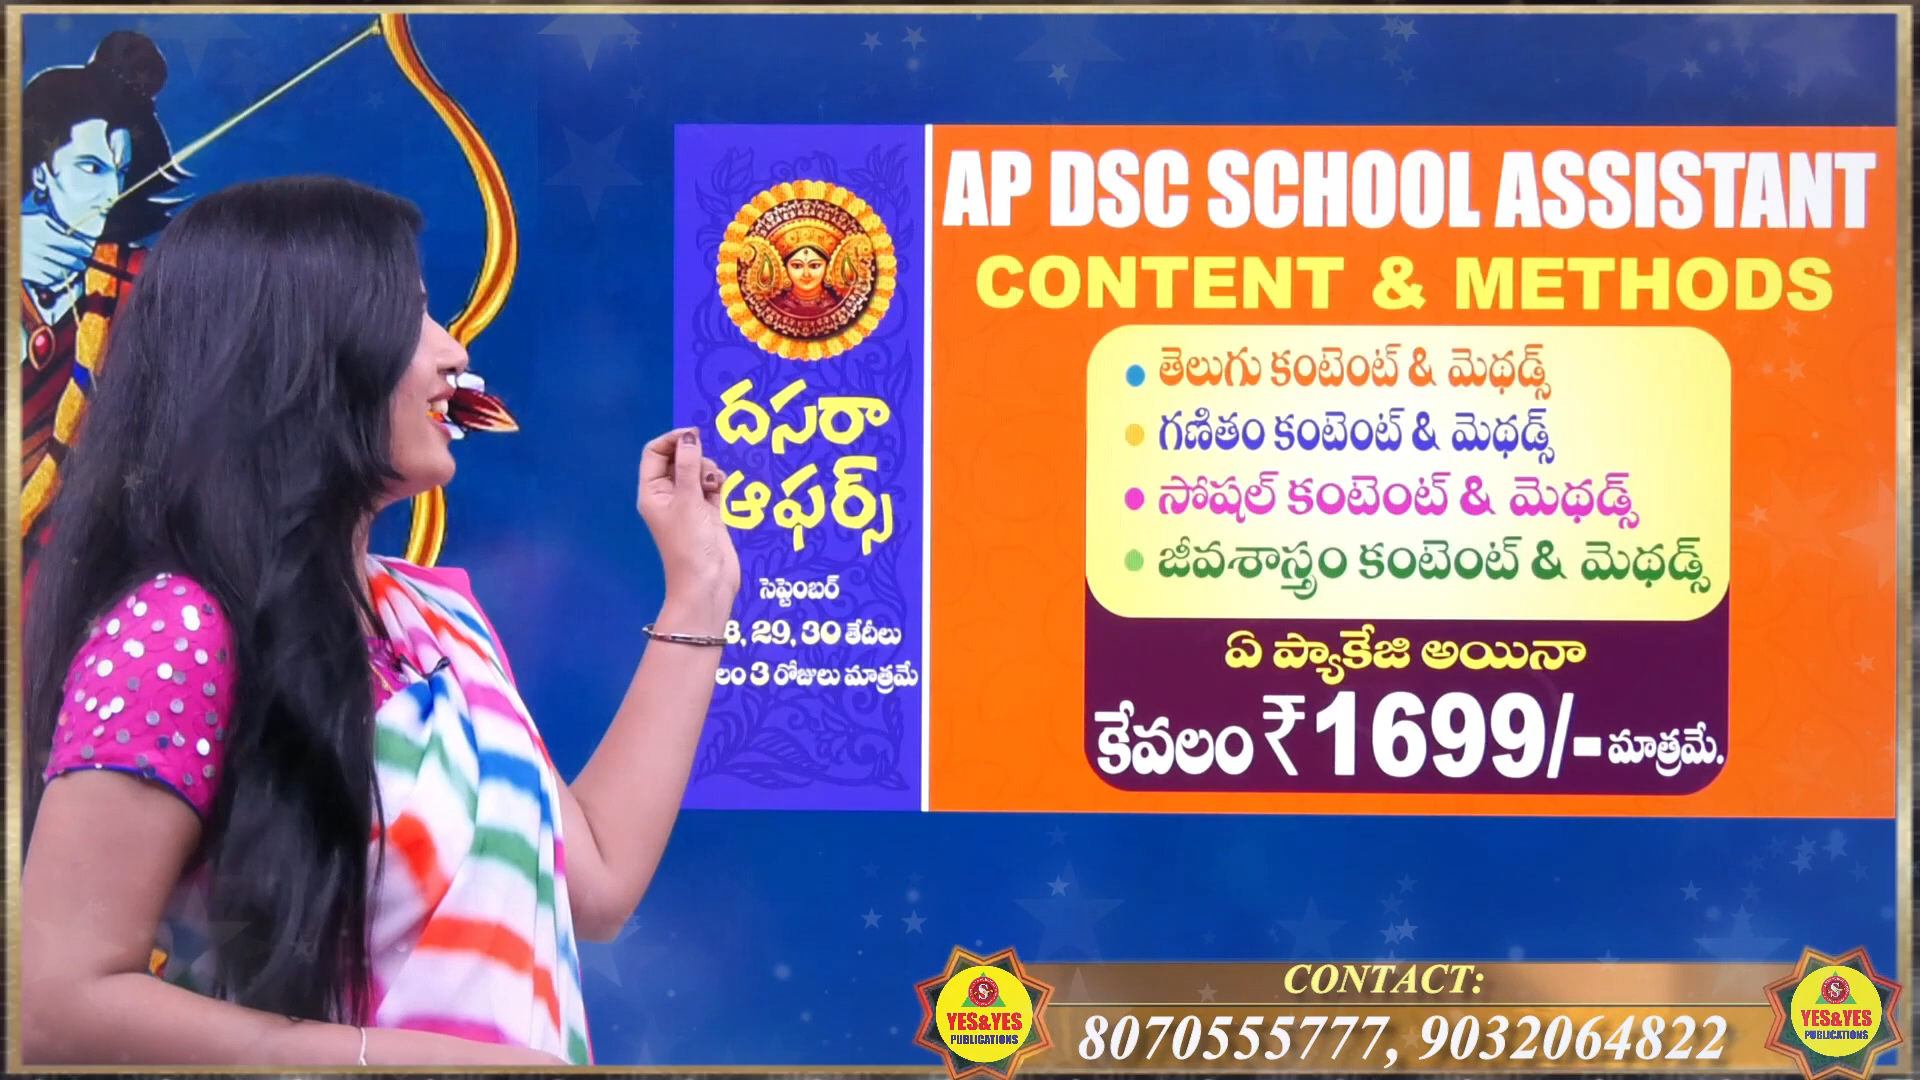 దసరా
ఆఫర్స్
సెప్టెంబర్
29, 30 తేదీలు
3 రోజులు మాత్రమే
AP DSC SCHOOL ASSISTANT
CONTENT & METHODS
తెలుగు కంటెంట్ & మెథడ్స్
గణితం కంటెంట్ & మెథడ్స్
సోషల్ కంటెంట్ & మెథడ్స్
జీవశాస్త్రం కంటెంట్ & మెథడ్స్
ఏ ప్యాకేజి అయినా
కేవలం ₹1699/- మాత్రమే.
CONTACT:
8070555777, 9032064822
YES&YES
PUBLICATIONS
YES&YES
PUBLICATIONS